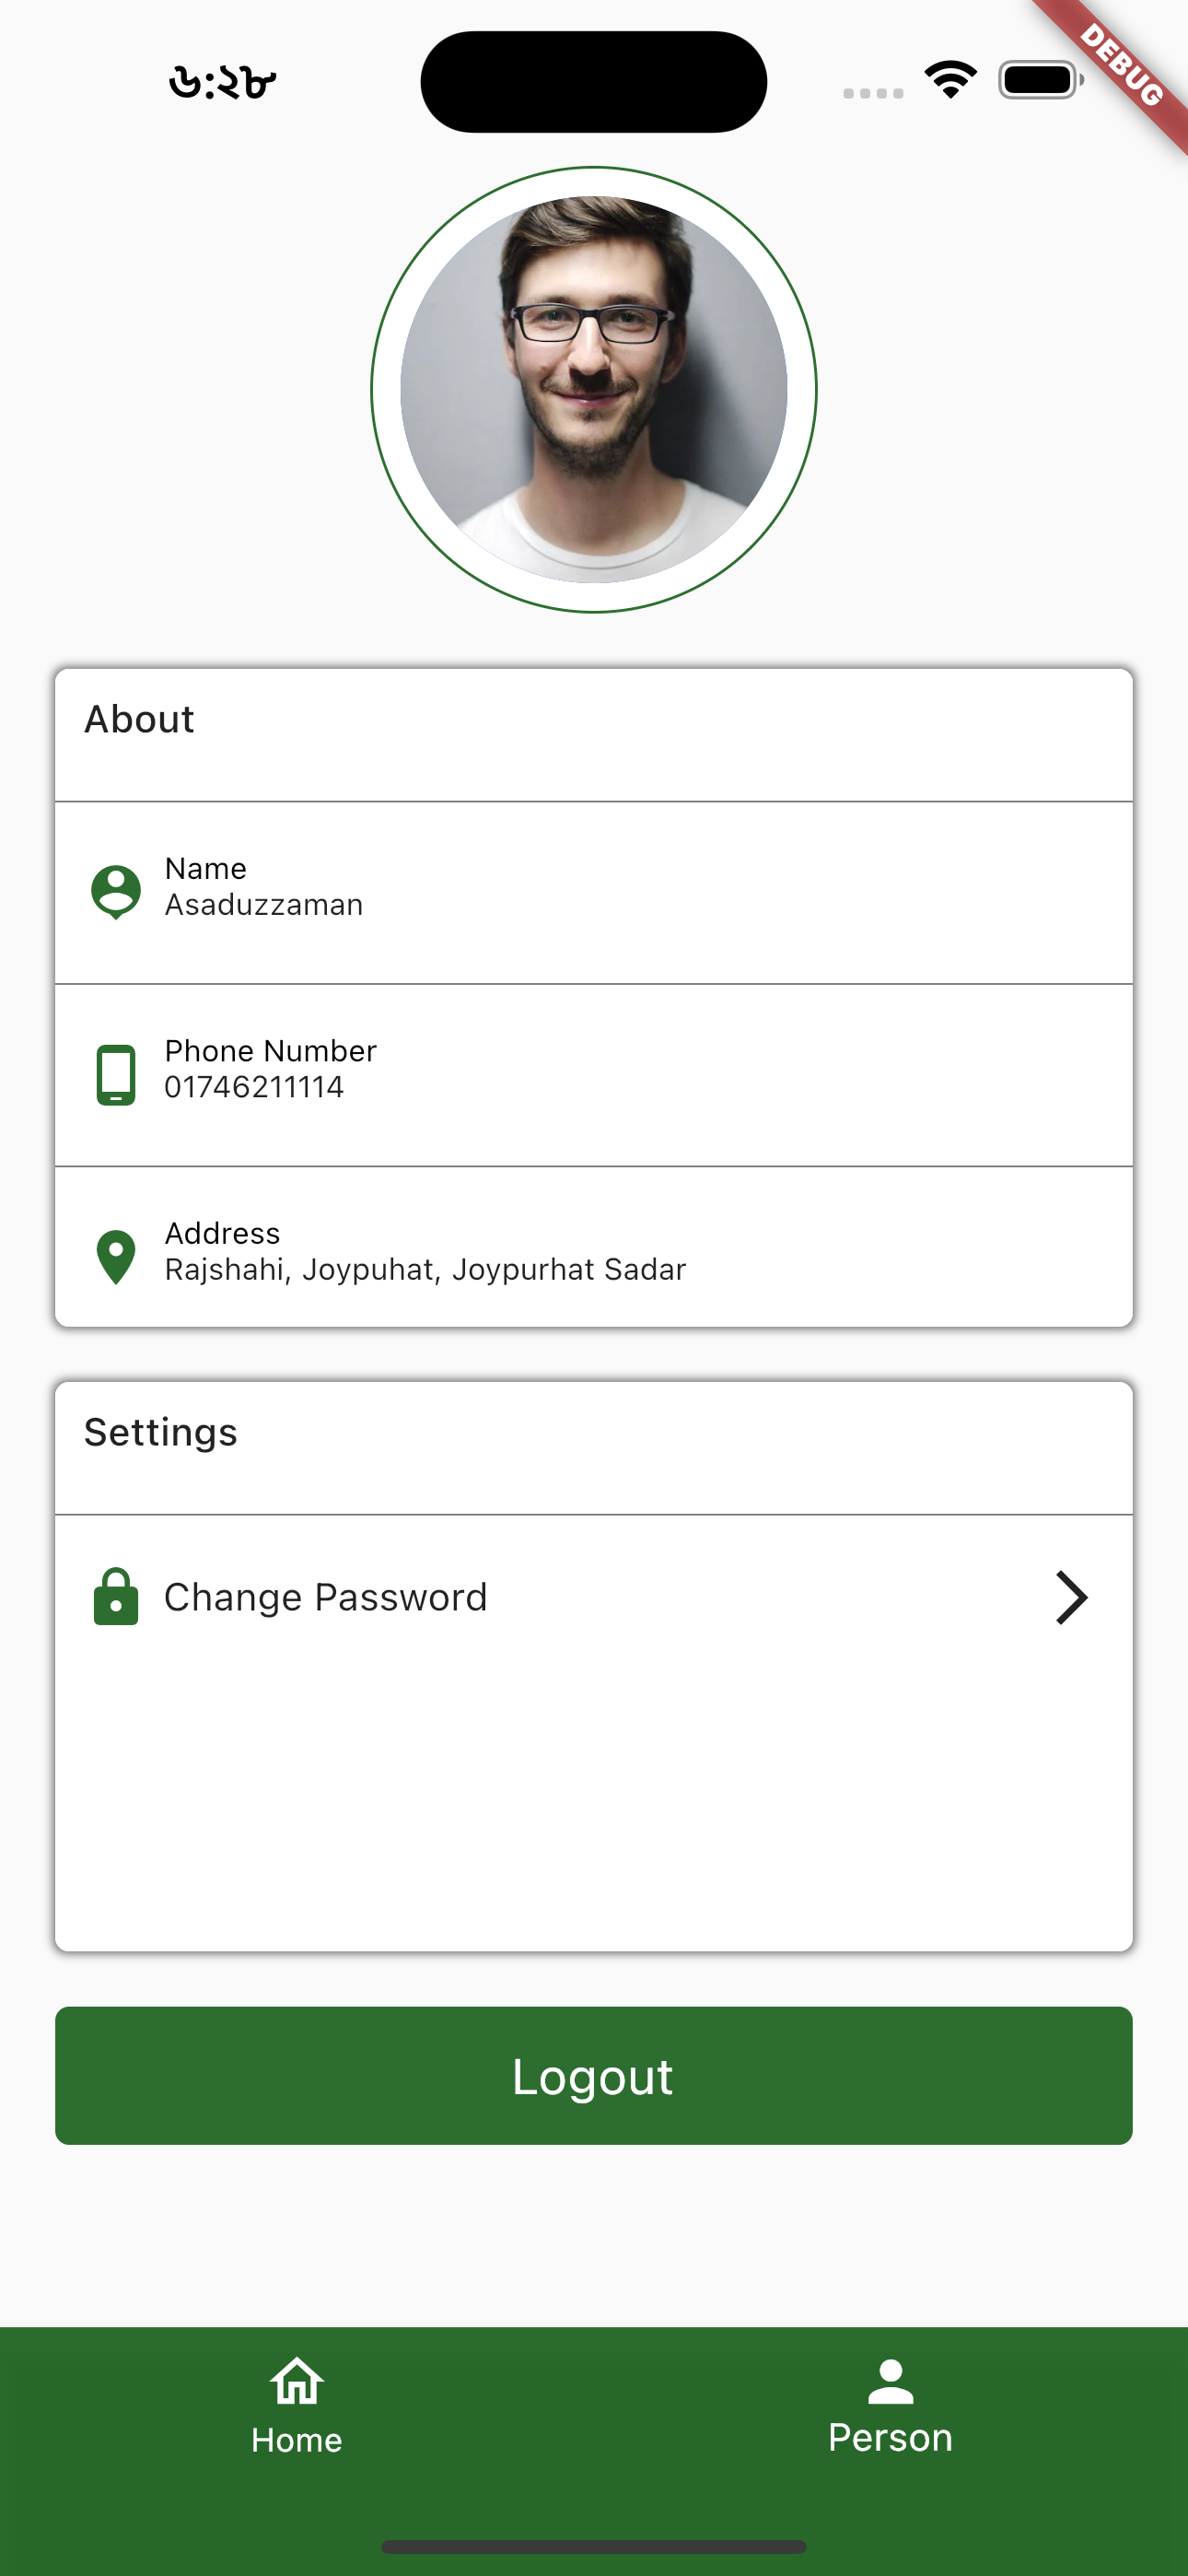 ৬:২৮
DEBUG
About
Name
Asaduzzaman
Phone Number
01746211114
Address
Rajshahi, Joypuhat, Joypurhat Sadar
Settings
Change Password
Logout
Home
Person